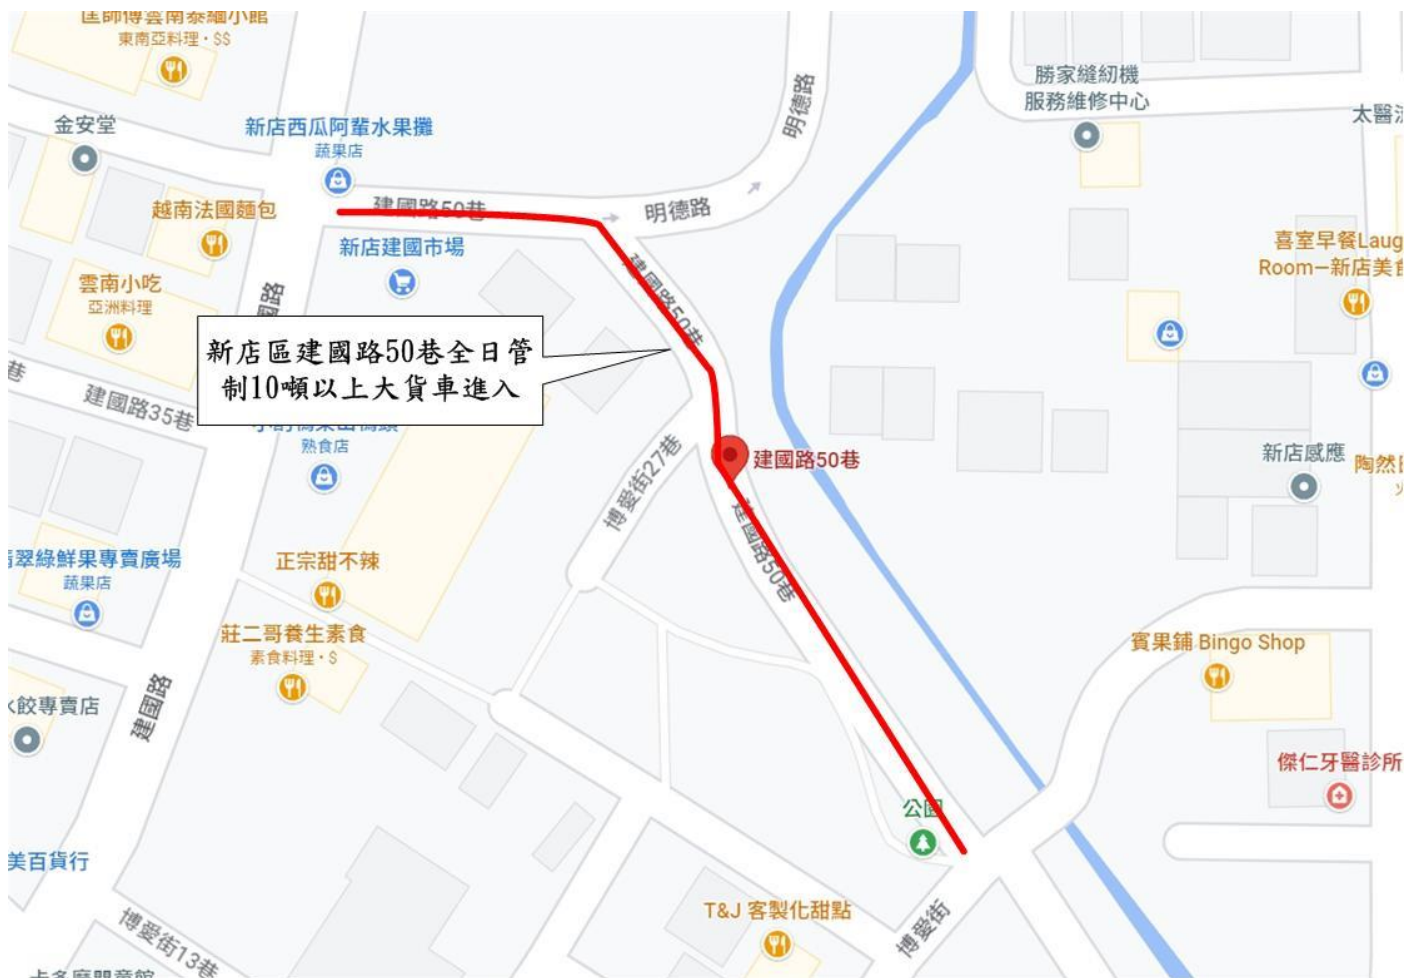 匡師傅雲南泰緬小館
東南亞料理・$$
金安堂
新店西瓜阿輩水果攤
蔬果店
明德路
勝家縫紉機
服務維修中心
太醫
越南法國麵包
建國路50巷
明德路
新店建國市場
雲南小吃
亞洲料理
國路
建國路50巷
喜室早餐Laug
Room—新店美食
新店區建國路50巷全日管
制10噸以上大貨車進入
巷
建國路35巷
熟食店
博愛街27巷
建國路50巷
新店感應
陶然
建國路50巷
翠綠鮮果專賣廣場
蔬果店
正宗甜不辣
莊二哥養生素食
素食料理・$
賓果鋪 Bingo Shop
水餃專賣店
建國路
傑仁牙醫診所
公園
美百貨行
T&J 客製化甜點
博愛街
博愛街13巷